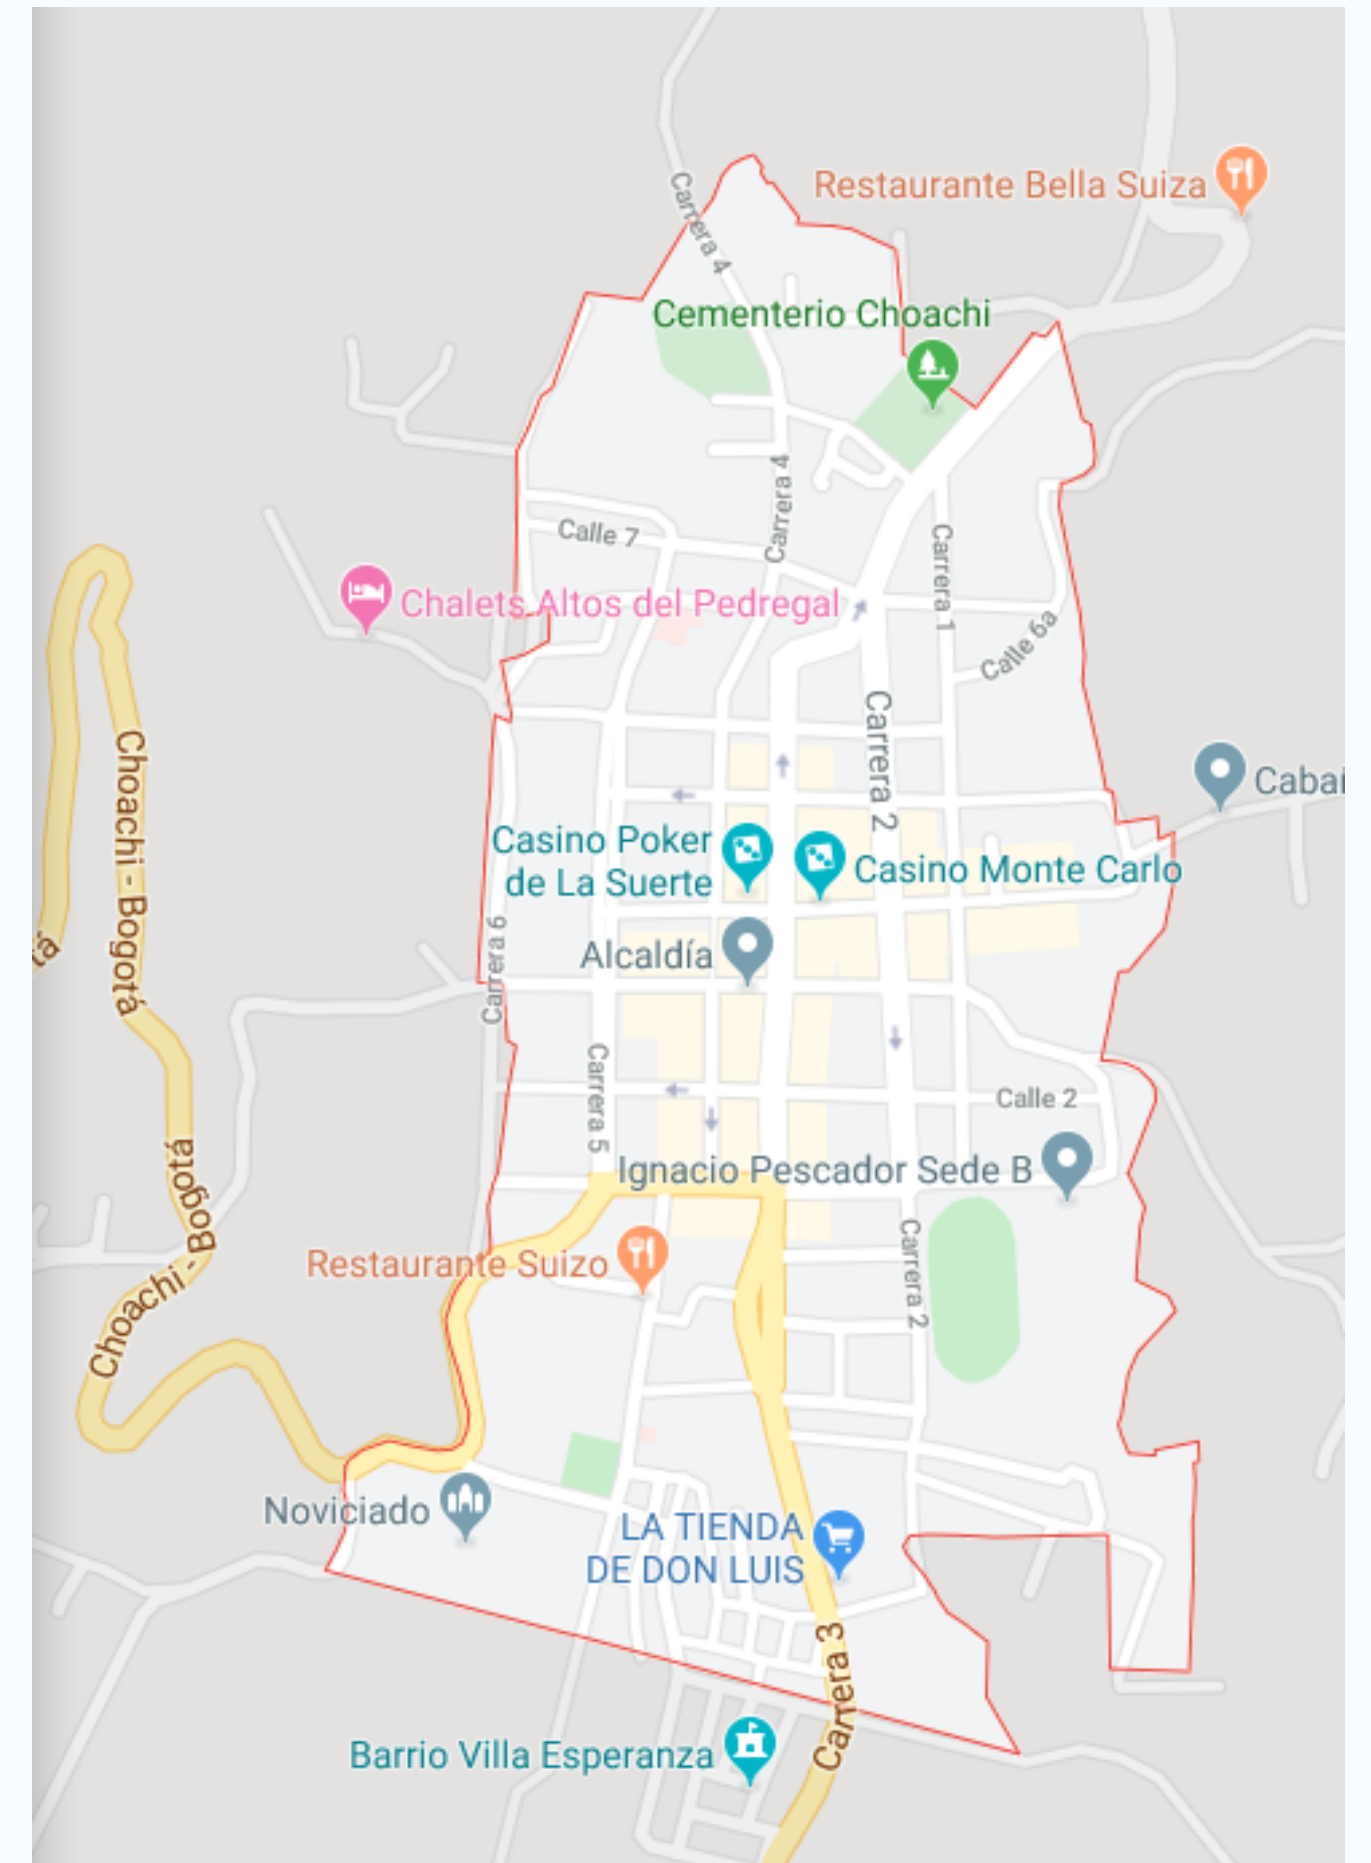 Carrera 4
Restaurante Bella Suiza
Cementerio Choachi
Carrera 4
Calle 7
Carrera 1
Chalets Altos del Pedregal
Calle 6a
Carrera 2
Choachi - Bogotá
Cabañ
Casino Poker
de La Suerte
Casino Monte Carlo
tá
Carrera 6
Alcaldía
Carrera 5
Calle 2
Choachi - Bogotá
Ignacio Pescador Sede B
Restaurante Suizo
Carrera 2
Noviciado
LA TIENDA
DE DON LUIS
Carrera 3
Barrio Villa Esperanza